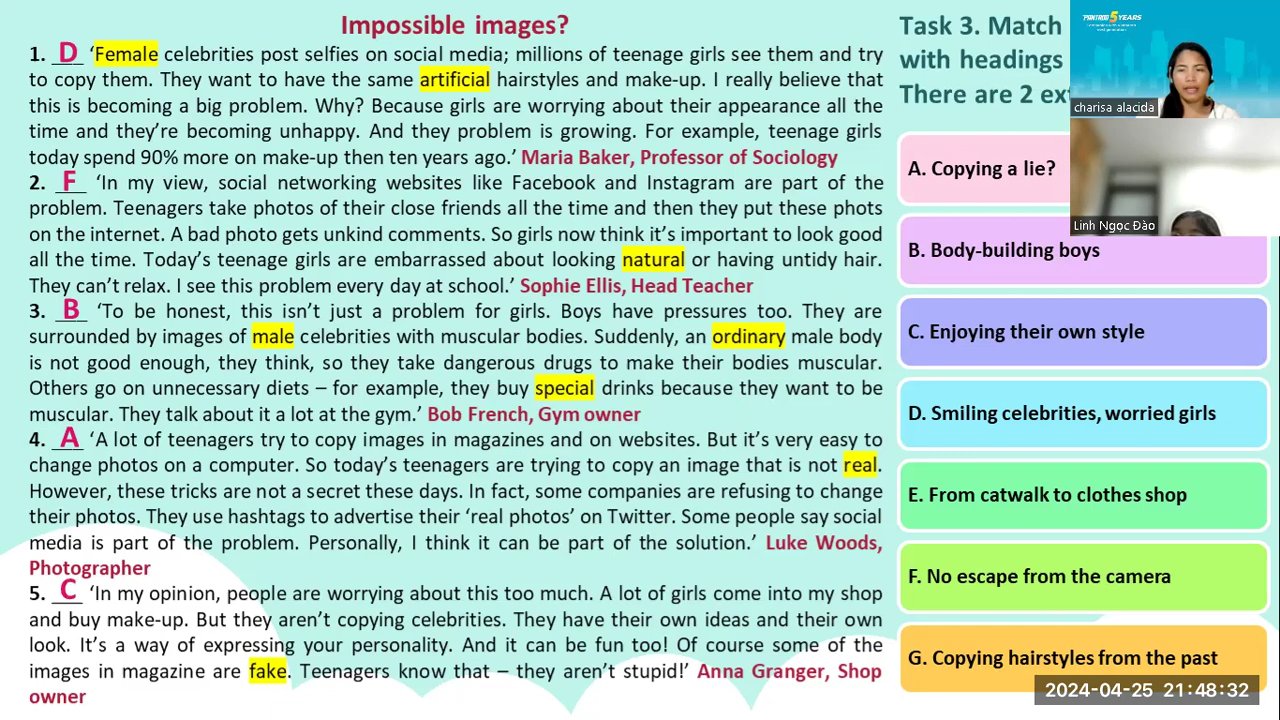 Impossible images?
1. D ‘Female celebrities post selfies on social media; millions of teenage girls see them and try
to copy them. They want to have the same artificial hairstyles and make-up. I really believe that
this is becoming a big problem. Why? Because girls are worrying about their appearance all the
time and they’re becoming unhappy. And they problem is growing. For example, teenage girls
today spend 90% more on make-up then ten years ago.’ Maria Baker, Professor of Sociology
2. F ‘In my view, social networking websites like Facebook and Instagram are part of the
problem. Teenagers take photos of their close friends all the time and then they put these phots
on the internet. A bad photo gets unkind comments. So girls now think it’s important to look good
all the time. Today’s teenage girls are embarrassed about looking natural or having untidy hair.
They can’t relax. I see this problem every day at school.’ Sophie Ellis, Head Teacher
3. B ‘To be honest, this isn’t just a problem for girls. Boys have pressures too. They are
surrounded by images of male celebrities with muscular bodies. Suddenly, an ordinary male body
is not good enough, they think, so they take dangerous drugs to make their bodies muscular.
Others go on unnecessary diets – for example, they buy special drinks because they want to be
muscular. They talk about it a lot at the gym.’ Bob French, Gym owner
4. A ‘A lot of teenagers try to copy images in magazines and on websites. But it’s very easy to
change photos on a computer. So today’s teenagers are trying to copy an image that is not real.
However, these tricks are not a secret these days. In fact, some companies are refusing to change
their photos. They use hashtags to advertise their ‘real photos’ on Twitter. Some people say social
media is part of the problem. Personally, I think it can be part of the solution.’ Luke Woods,
Photographer
5. C ‘In my opinion, people are worrying about this too much. A lot of girls come into my shop
and buy make-up. But they aren’t copying celebrities. They have their own ideas and their own
look. It’s a way of expressing your personality. And it can be fun too! Of course some of the
images in magazine are fake. Teenagers know that – they aren’t stupid!’ Anna Granger, Shop
owner
Task 3. Match
with headings
There are 2
A. Copying a lie?
B. Body-building boys
C. Enjoying their own style
D. Smiling celebrities, worried girls
E. From catwalk to clothes shop
F. No escape from the camera
G. Copying hairstyles from the past
5 YEARS
charisa alacida
Linh Ngọc Đào
2024-04-25 21:48:32